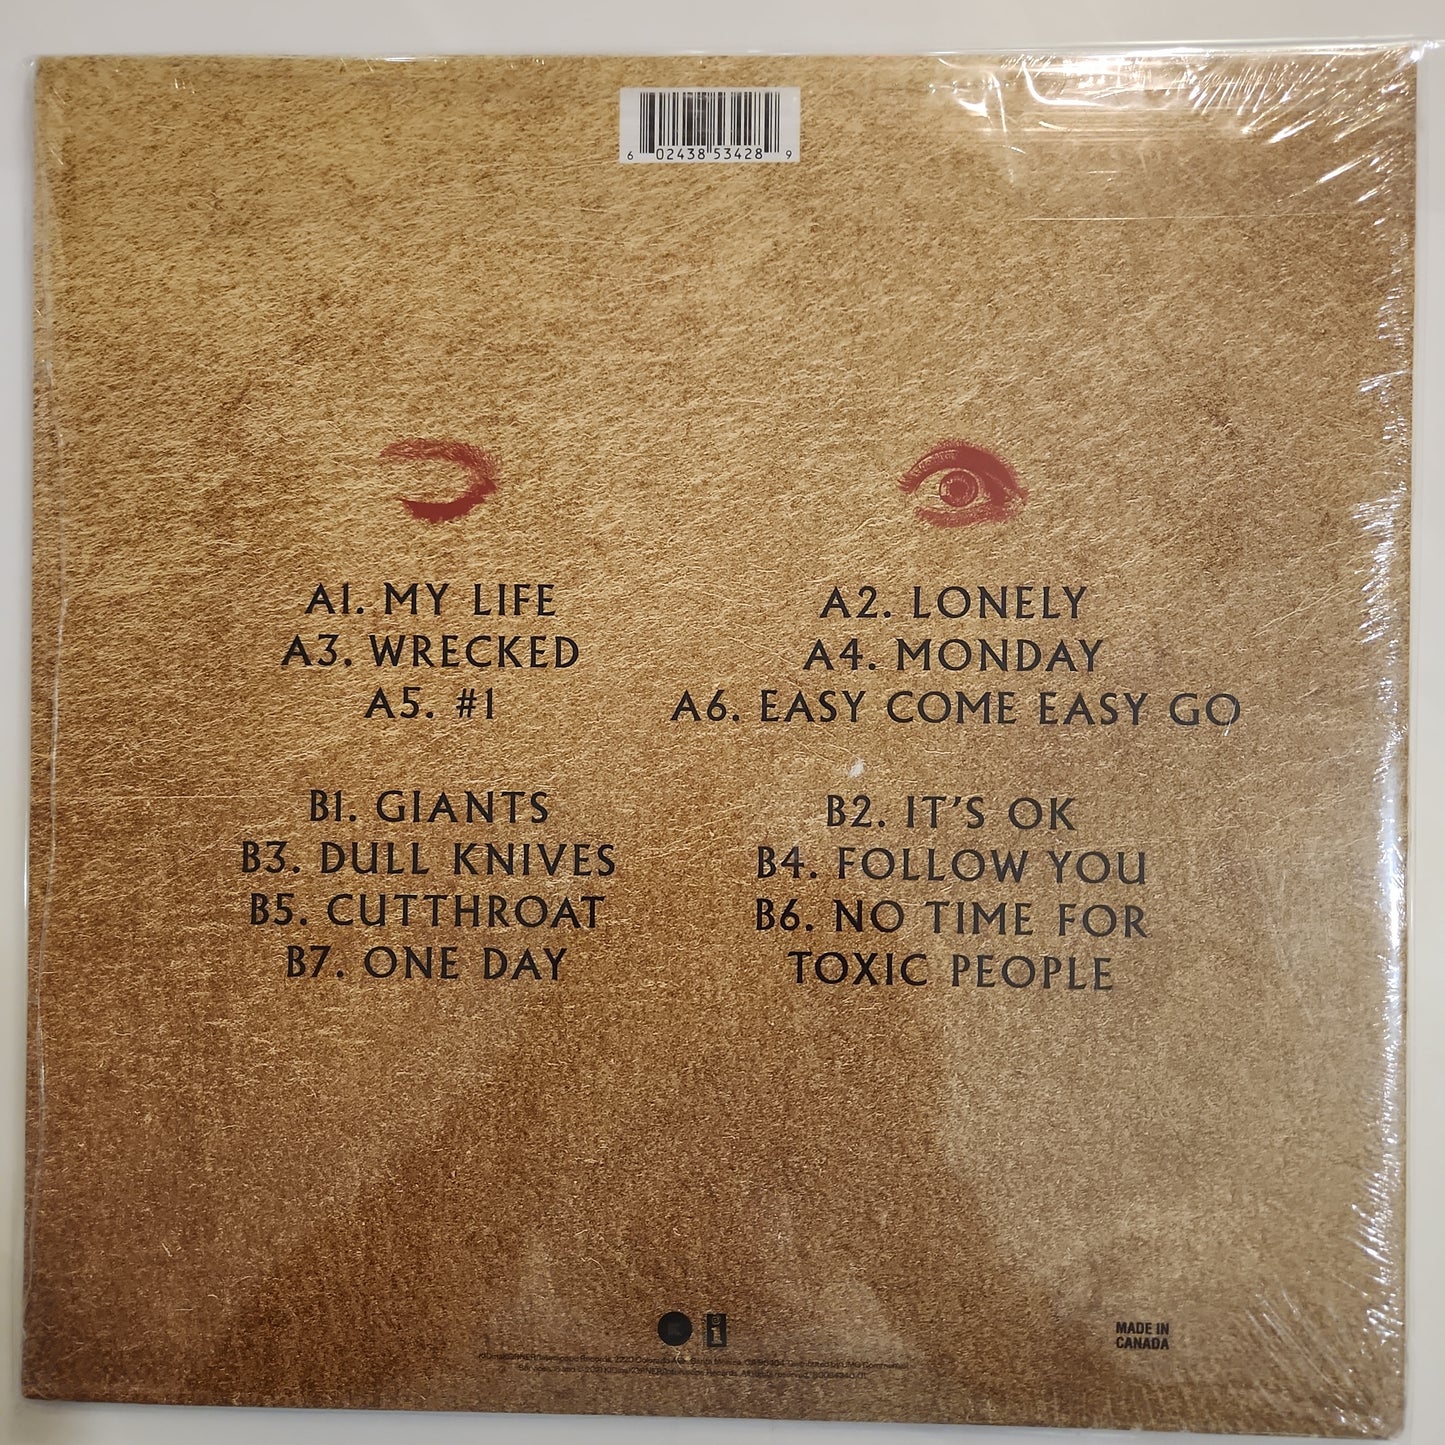 6 02438 53428 9
A1. MY LIFE
A2. LONELY
A3. WRECKED
A4. MONDAY
A5. #1
A6. EASY COME EASY GO
B1. GIANTS
B2. IT'S OK
B3. DULL KNIVES
B4. FOLLOW YOU
B5. CUTTHROAT
B6. NO TIME FOR
TOXIC PEOPLE
B7. ONE DAY
MADE IN
CANADA